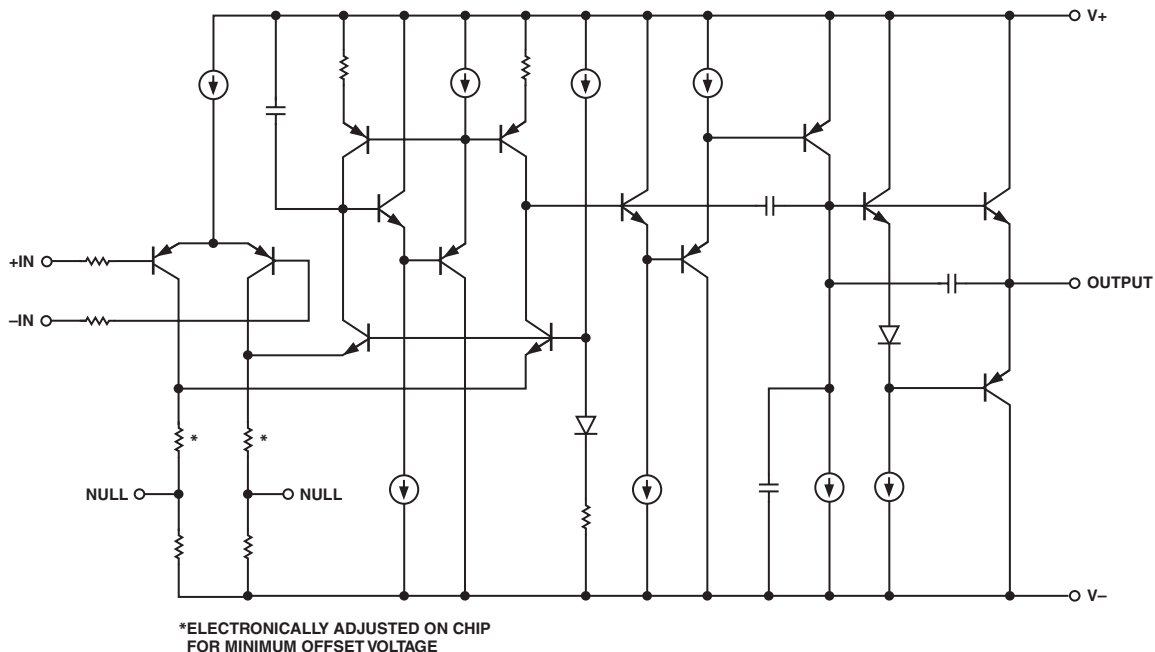 V+
+IN
–IN
OUTPUT
*
*
NULL
NULL
V–
*ELECTRONICALLY ADJUSTED ON CHIP
FOR MINIMUM OFFSET VOLTAGE